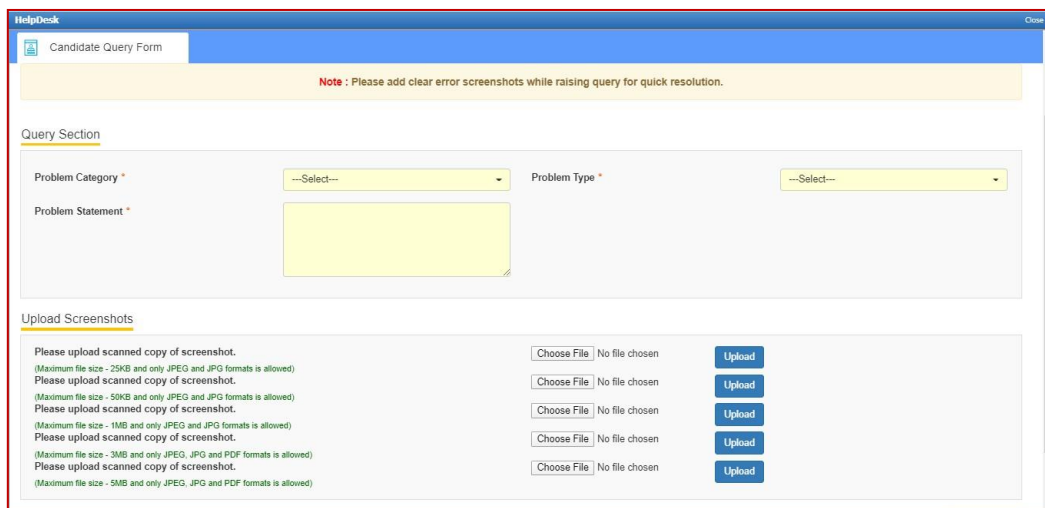 HelpDesk Close
Candidate Query Form
Note : Please add clear error screenshots while raising query for quick resolution.
Query Section
Problem Category * ---Select--- Problem Type * ---Select---
Problem Statement *
Upload Screenshots
Please upload scanned copy of screenshot. Choose File No file chosen Upload
(Maximum file size - 25KB and only JPEG and JPG formats is allowed)
Please upload scanned copy of screenshot. Choose File No file chosen Upload
(Maximum file size - 50KB and only JPEG and JPG formats is allowed)
Please upload scanned copy of screenshot. Choose File No file chosen Upload
(Maximum file size - 1MB and only JPEG and JPG formats is allowed)
Please upload scanned copy of screenshot. Choose File No file chosen Upload
(Maximum file size - 3MB and only JPEG, JPG and PDF formats is allowed)
Please upload scanned copy of screenshot. Choose File No file chosen Upload
(Maximum file size - 5MB and only JPEG, JPG and PDF formats is allowed)